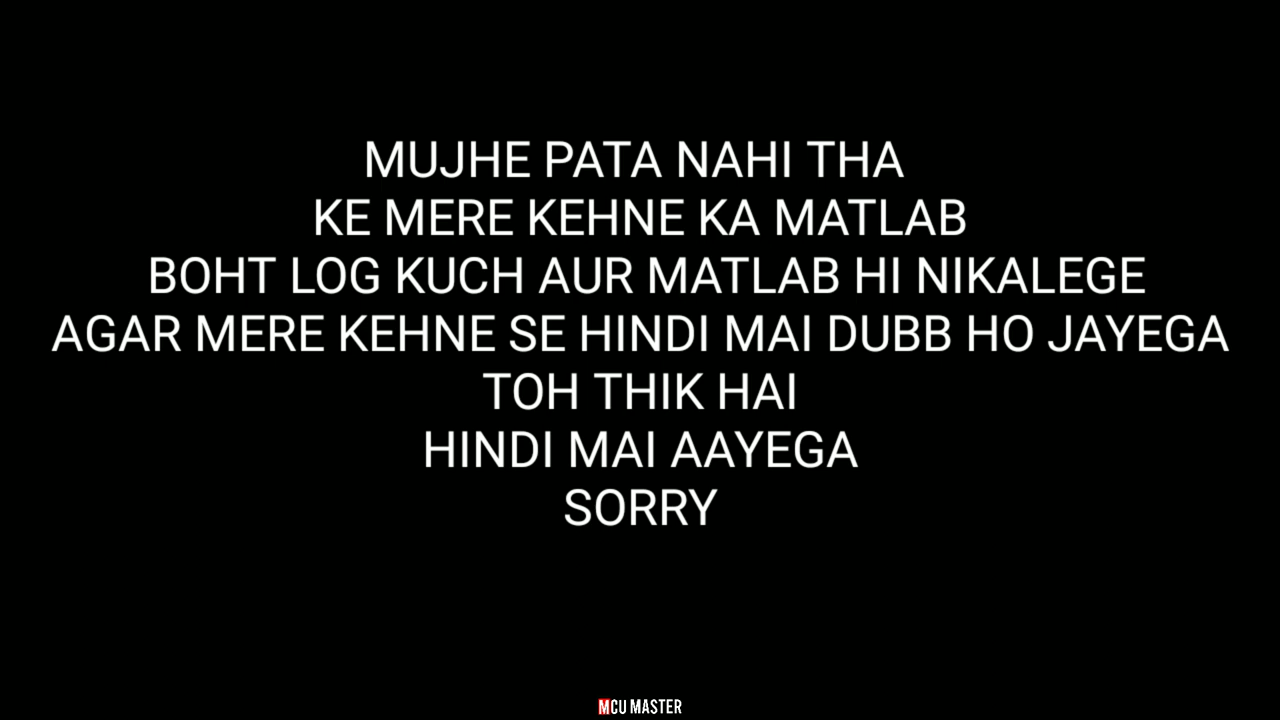 MUJHE PATA NAHI THA
KE MERE KEHNE KA MATLAB
BOHT LOG KUCH AUR MATLAB HI NIKALEGE
AGAR MERE KEHNE SE HINDI MAI DUBB HO JAYEGA
TOH THIK HAI
HINDI MAI AAYEGA
SORRY
MCU MASTER